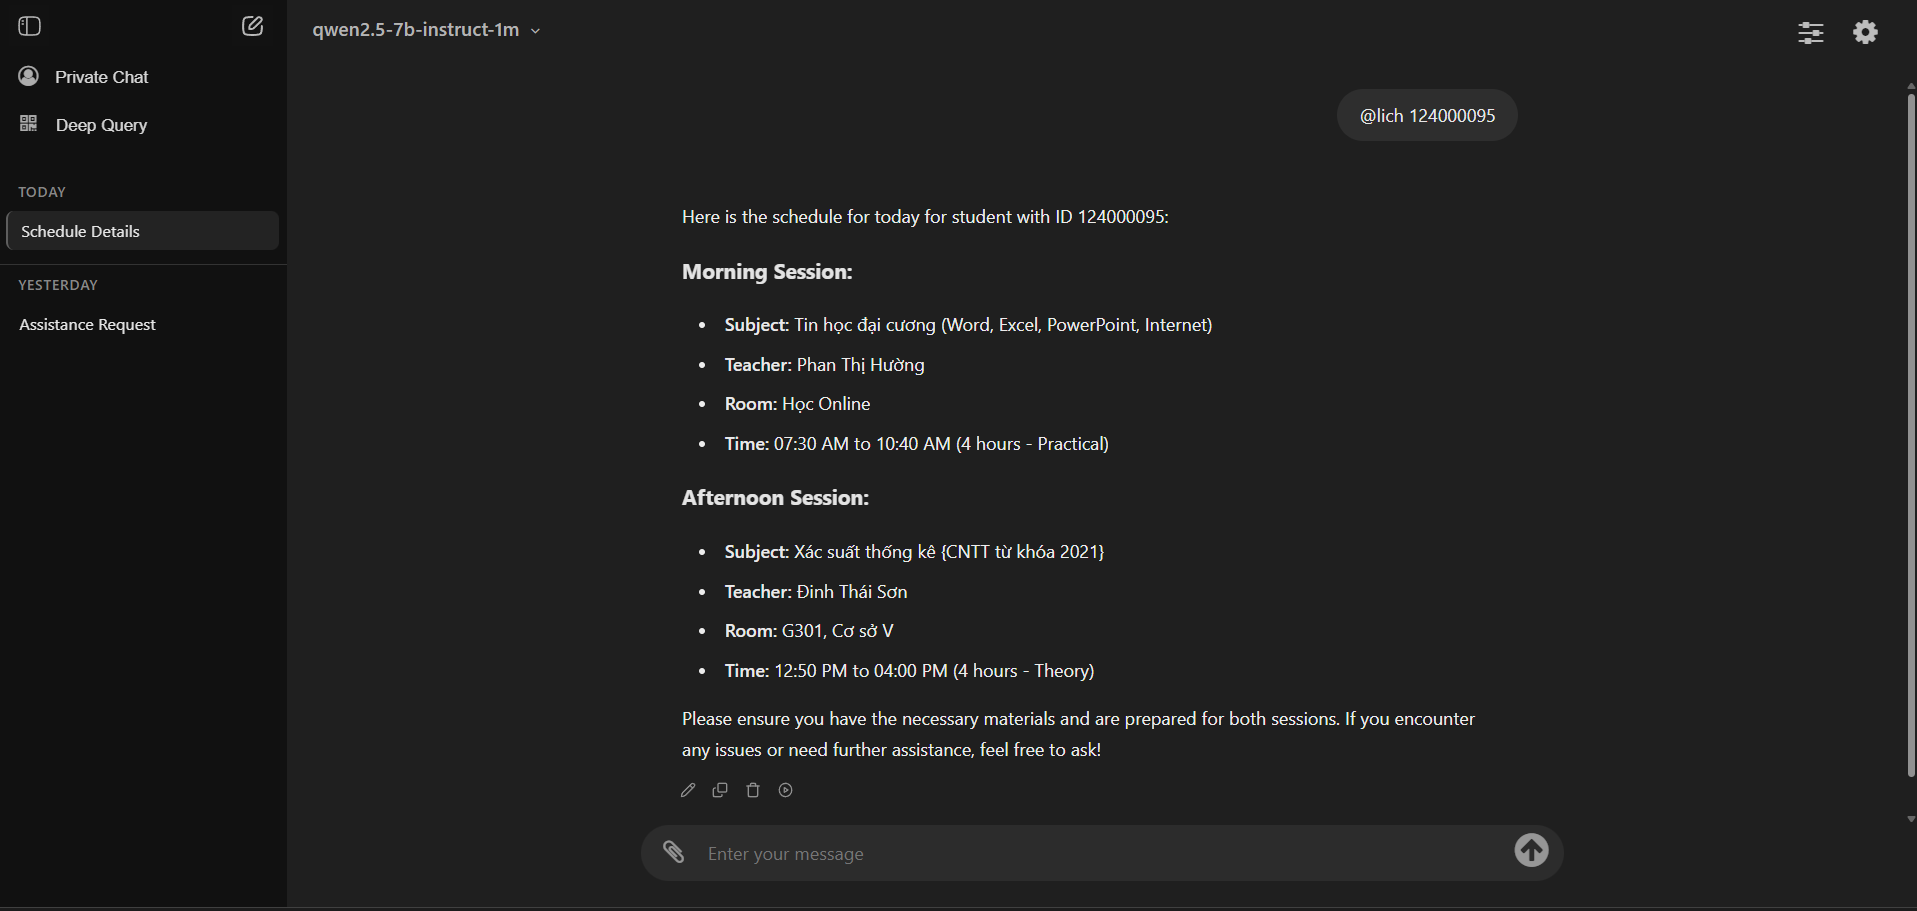 qwen2.5-7b-instruct-1m
Private Chat
Deep Query
TODAY
Schedule Details
YESTERDAY
Assistance Request
@lich 124000095
Here is the schedule for today for student with ID 124000095:
Morning Session:
Subject: Tin học đại cương (Word, Excel, PowerPoint, Internet)
Teacher: Phan Thị Hường
Room: Học Online
Time: 07:30 AM to 10:40 AM (4 hours - Practical)
Afternoon Session:
Subject: Xác suất thống kê {CNTT từ khóa 2021}
Teacher: Đinh Thái Sơn
Room: G301, Cơ sở V
Time: 12:50 PM to 04:00 PM (4 hours - Theory)
Please ensure you have the necessary materials and are prepared for both sessions. If you encounter
any issues or need further assistance, feel free to ask!
Enter your message